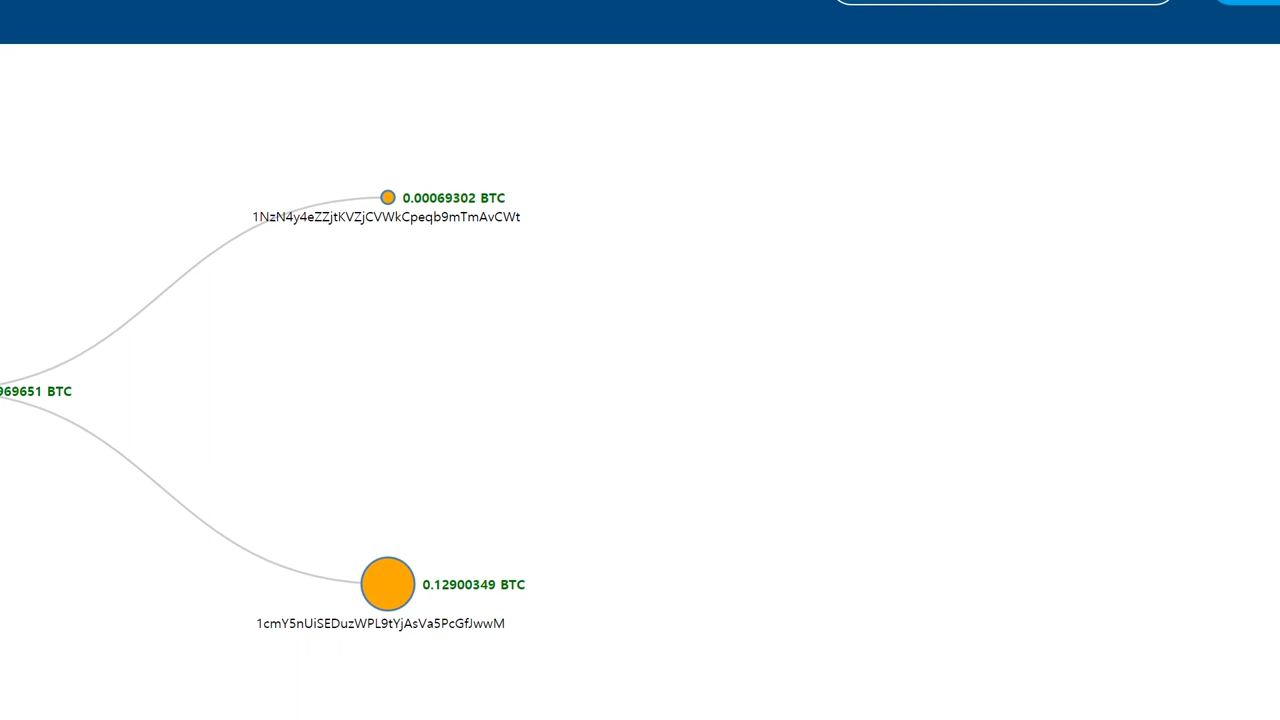 0.00069302 BTC
1NzN4y4eZZjtKVZjCVWkCpeqb9mTmAvCWt
969651 BTC
0.12900349 BTC
1cmY5nUiSEDuzWPL9tYjAsVa5PcGfJwwM